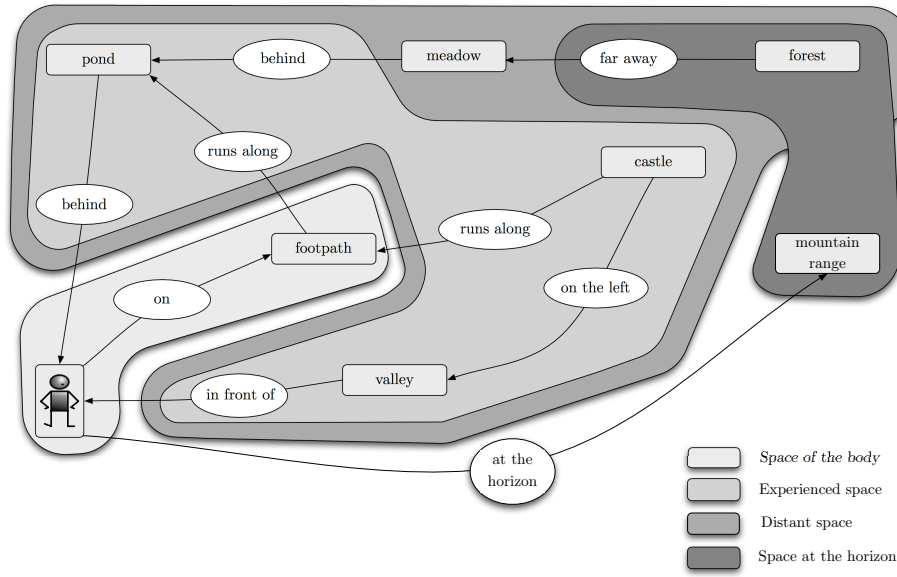 pond
behind
meadow
far away
forest
runs along
castle
behind
footpath
runs along
mountain
range
on
on the left
valley
in front of
at the
horizon
Space of the body
Experienced space
Distant space
Space at the horizon